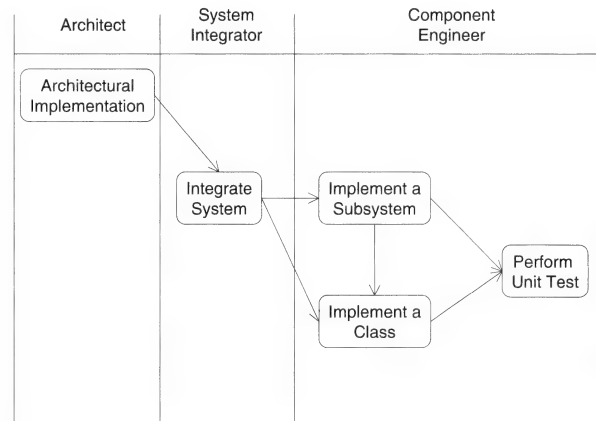 Architect
System
Integrator
Component
Engineer
Architectural
Implementation
Integrate
System
Implement a
Subsystem
Perform
Unit Test
Implement a
Class